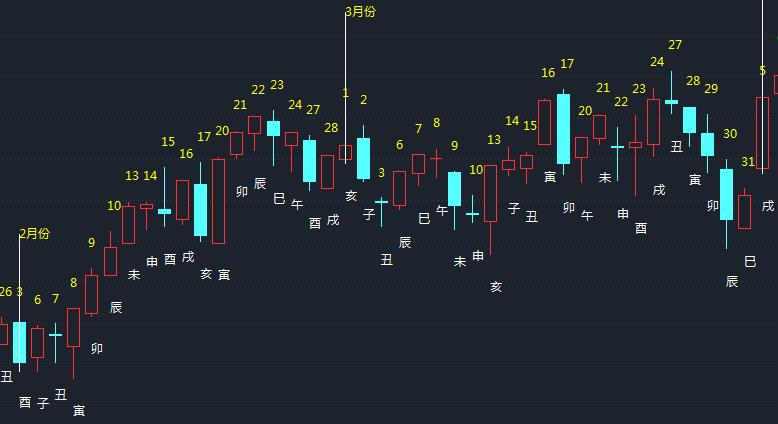 26 丑
2月份
3 酉
6 子
7 丑
8 寅
9 卯
10 辰
13 未
14 申
15 酉
16 戌
17 亥
20 寅
21 卯
22 辰
23 巳
24 午
27 酉
28 戌
3月份
1 亥
2 子
3 丑
6 辰
7 巳
8 午
9 未
10 申
13 亥
14 子
15 丑
16 寅
17 卯
20 午
21 未
22 申
23 酉
24 戌
27 丑
28 寅
29 卯
30 辰
31 巳
5 戌